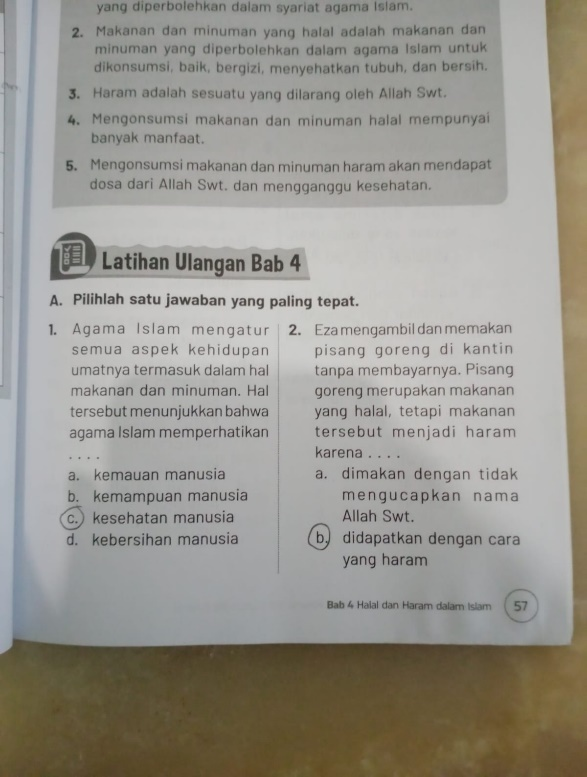 yang diperbolehkan dalam syariat agama Islam.
2. Makanan dan minuman yang halal adalah makanan dan
minuman yang diperbolehkan dalam agama Islam untuk
dikonsumsi, baik, bergizi, menyehatkan tubuh, dan bersih.
3. Haram adalah sesuatu yang dilarang oleh Allah Swt.
4. Mengonsumsi makanan dan minuman halal mempunyai
banyak manfaat.
5. Mengonsumsi makanan dan minuman haram akan mendapat
dosa dari Allah Swt. dan mengganggu kesehatan.
Latihan Ulangan Bab 4
A. Pilihlah satu jawaban yang paling tepat.
1. Agama Islam mengatur
semua aspek kehidupan
umatnya termasuk dalam hal
makanan dan minuman. Hal
tersebut menunjukkan bahwa
agama Islam memperhatikan
. . . .
a. kemauan manusia
b. kemampuan manusia
c. kesehatan manusia
d. kebersihan manusia
2. Eza mengambil dan memakan
pisang goreng di kantin
tanpa membayarnya. Pisang
goreng merupakan makanan
yang halal, tetapi makanan
tersebut menjadi haram
karena . . . .
a. dimakan dengan tidak
mengucapkan nama
Allah Swt.
b. didapatkan dengan cara
yang haram
Bab 4 Halal dan Haram dalam Islam 57